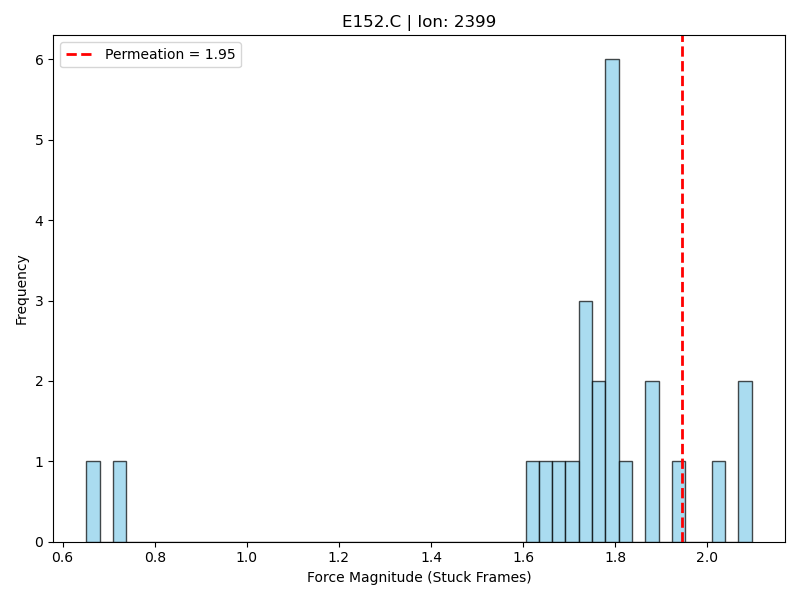 E152.C | Ion: 2399
Permeation = 1.95
6
5
4
3
2
1
0
Frequency
0.6 0.8 1.0 1.2 1.4 1.6 1.8 2.0
Force Magnitude (Stuck Frames)